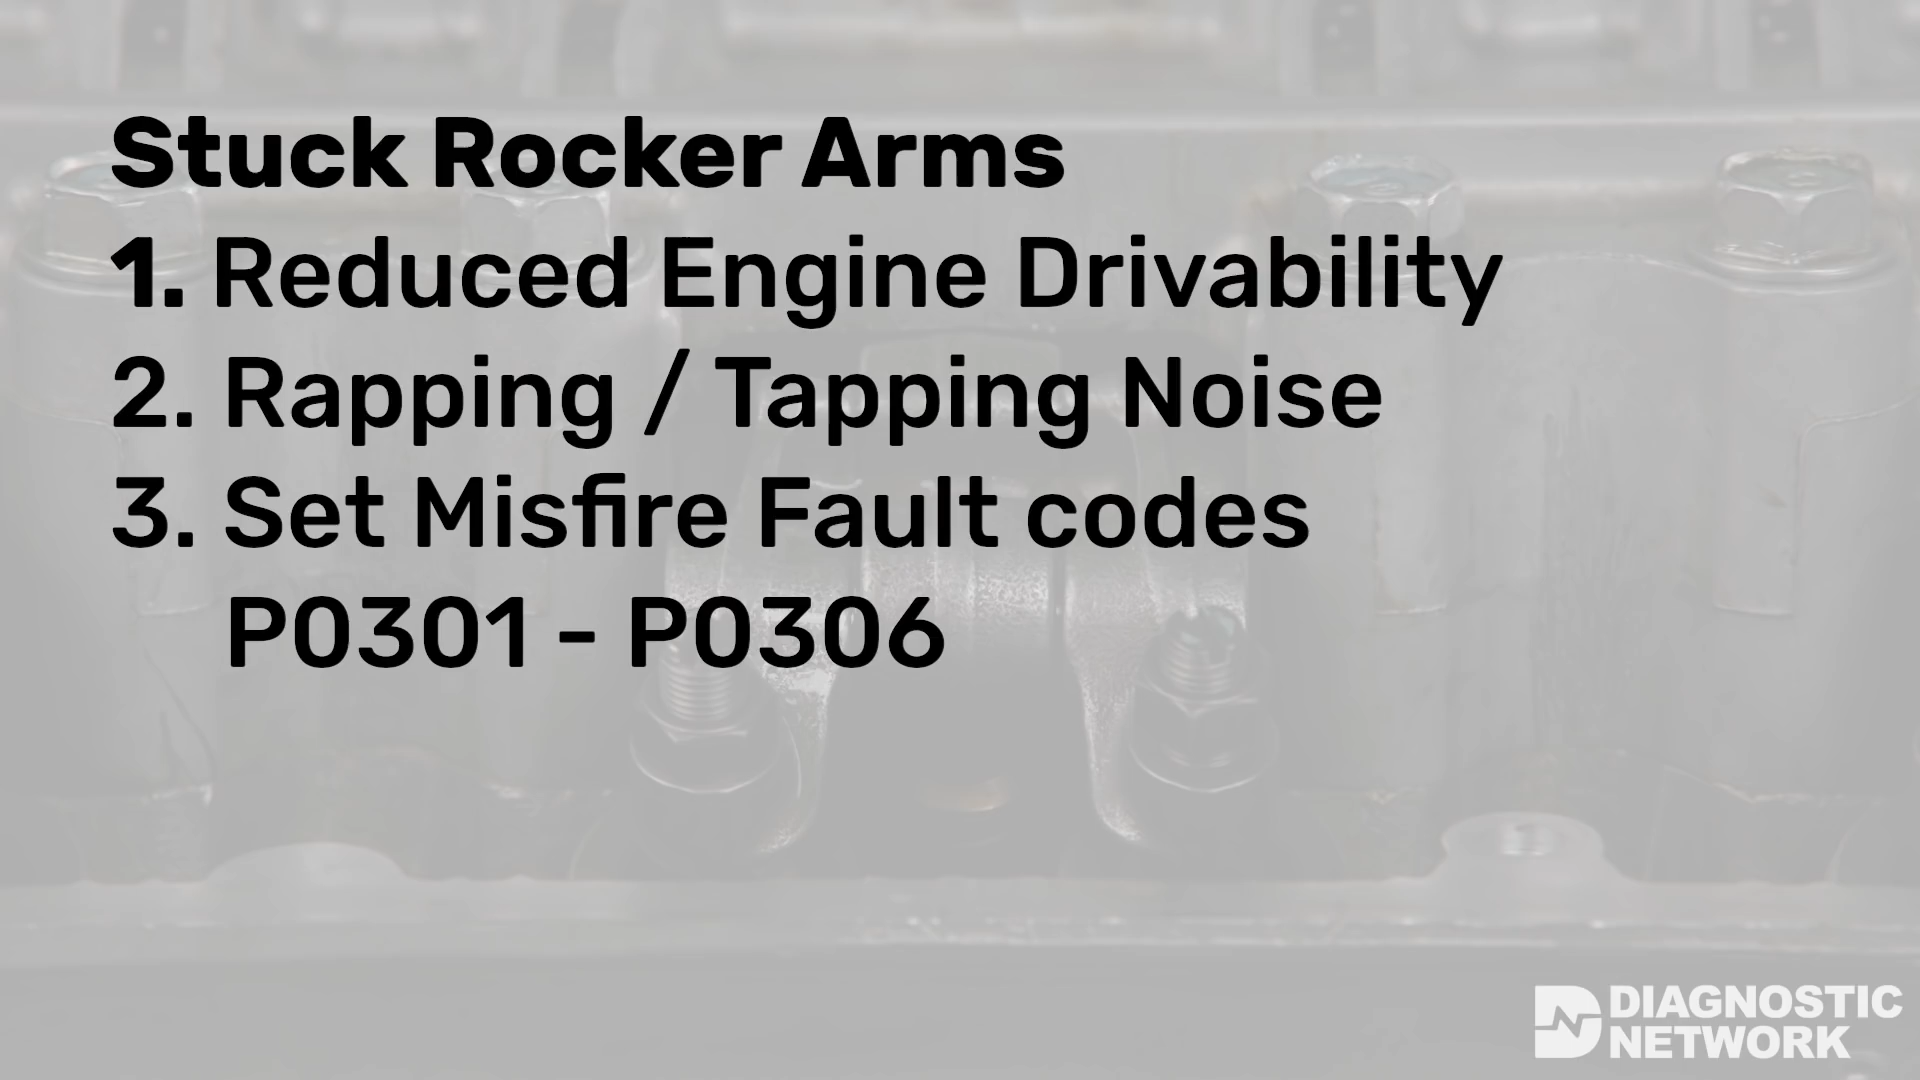 Stuck Rocker Arms
1. Reduced Engine Drivability
2. Rapping / Tapping Noise
3. Set Misfire Fault codes
P0301 - P0306
DIAGNOSTIC
NETWORK